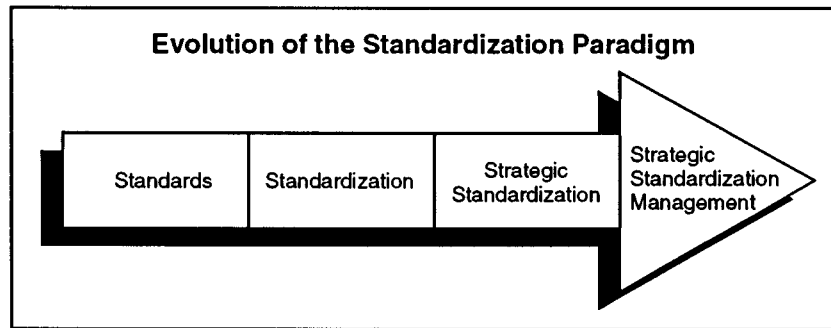 Evolution of the Standardization Paradigm
Standards
Standardization
Strategic
Standardization
Strategic
Standardization
Management